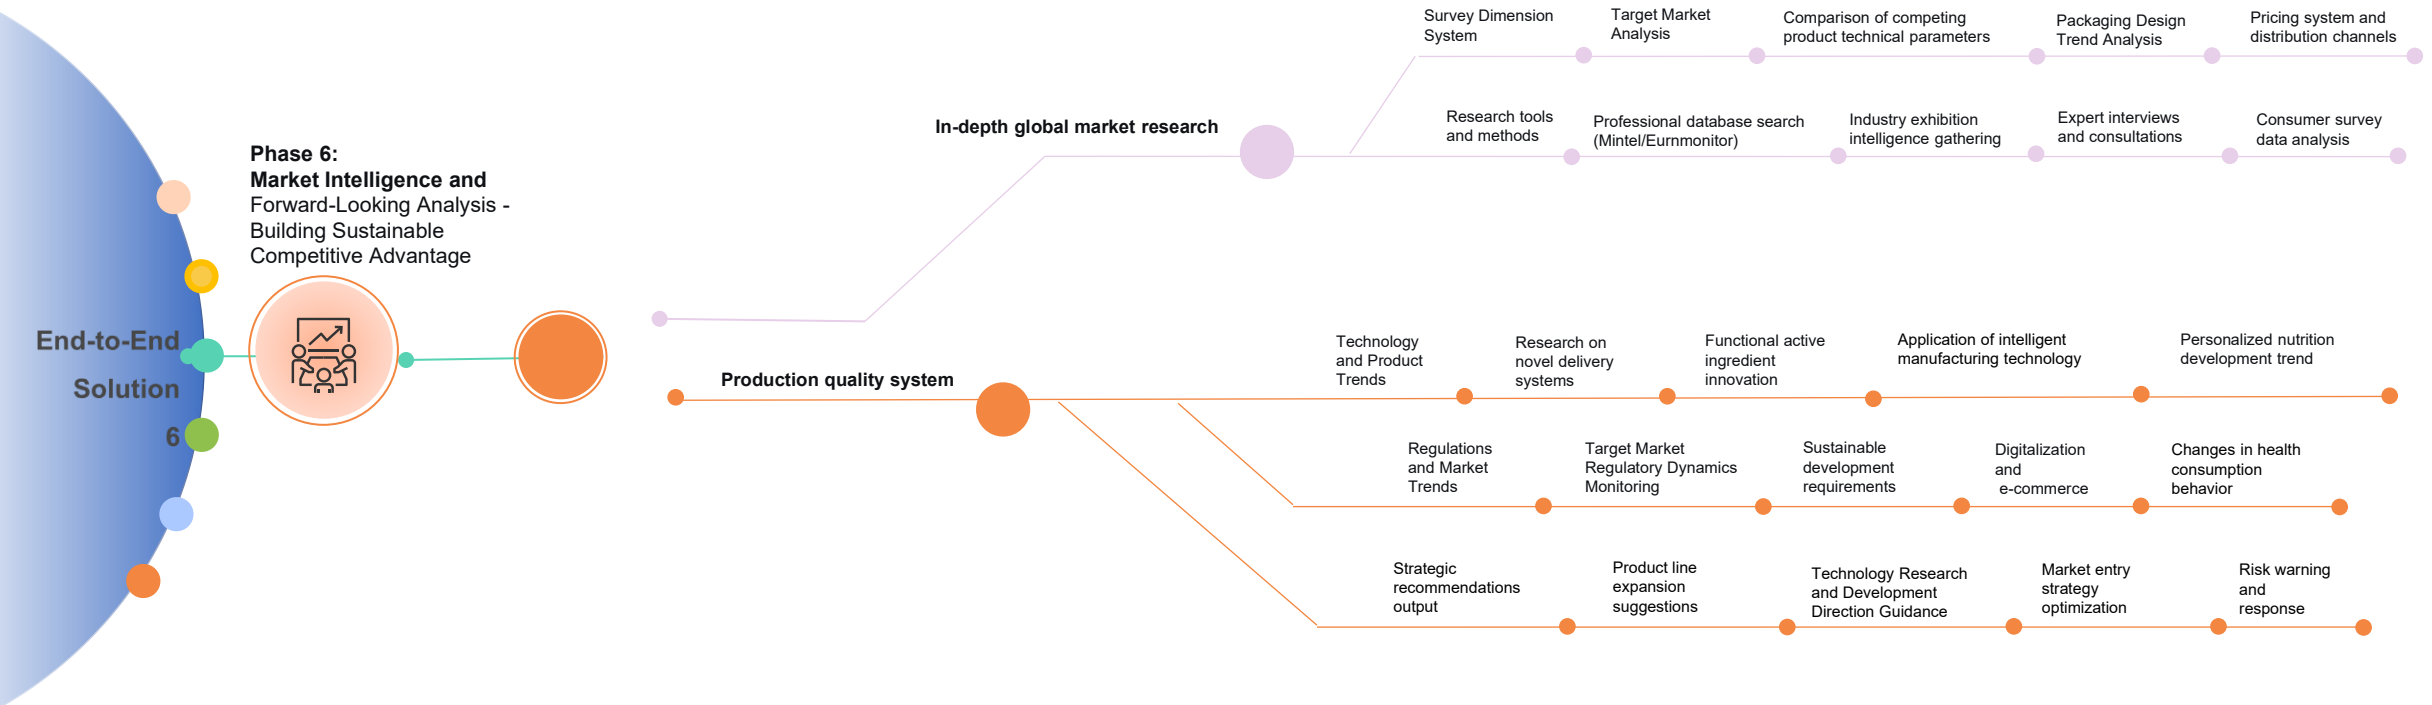 End-to-End
Solution
6
Phase 6:
Market Intelligence and
Forward-Looking Analysis -
Building Sustainable
Competitive Advantage
In-depth global market research
Survey Dimension
System
Target Market
Analysis
Comparison of competing
product technical parameters
Packaging Design
Trend Analysis
Pricing system and
distribution channels
Research tools
and methods
Professional database search
(Mintel/Eurnmonitor)
Industry exhibition
intelligence gathering
Expert interviews
and consultations
Consumer survey
data analysis
Production quality system
Technology
and Product
Trends
Research on
novel delivery
systems
Functional active
ingredient
innovation
Application of intelligent
manufacturing technology
Personalized nutrition
development trend
Regulations
and Market
Trends
Target Market
Regulatory Dynamics
Monitoring
Sustainable
development
requirements
Digitalization
and
e-commerce
Changes in health
consumption
behavior
Strategic
recommendations
output
Product line
expansion
suggestions
Technology Research
and Development
Direction Guidance
Market entry
strategy
optimization
Risk warning
and
response